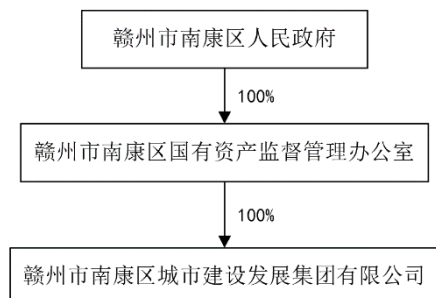 赣州市南康区人民政府
100%
赣州市南康区国有资产监督管理办公室
100%
赣州市南康区城市建设发展集团有限公司